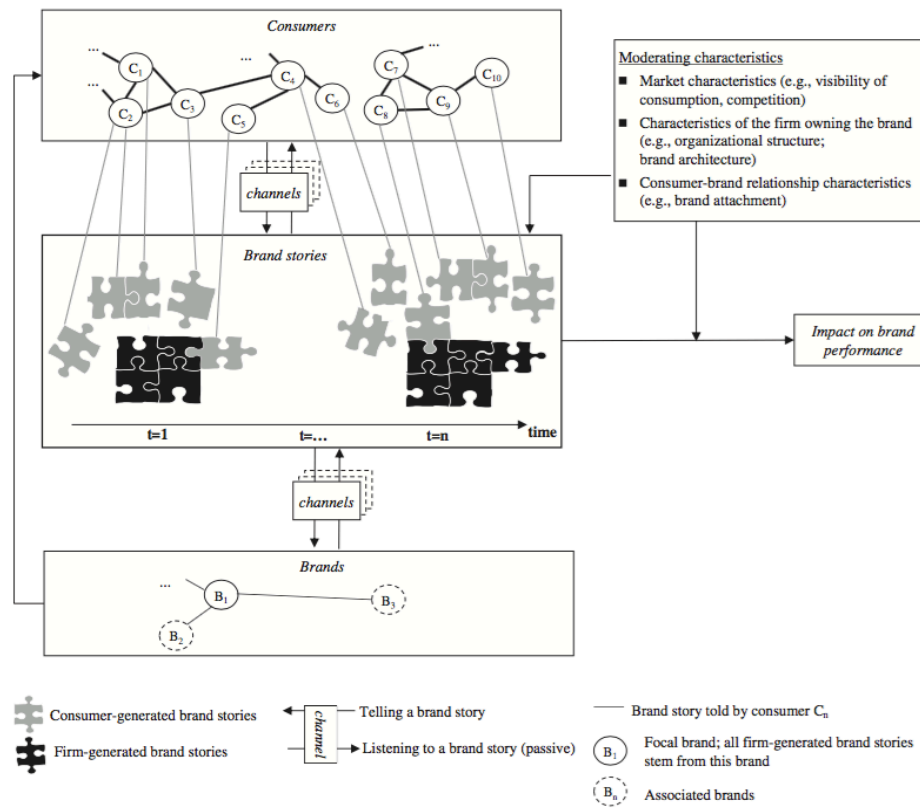 Consumers
...
...
...
...
C1
C2
C3
C4
C5
C6
C7
C8
C9
C10
Moderating characteristics
■ Market characteristics (e.g., visibility of
consumption, competition)
■ Characteristics of the firm owning the brand
(e.g., organizational structure;
brand architecture)
■ Consumer-brand relationship characteristics
(e.g., brand attachment)
channels
Brand stories
Impact on brand
performance
t=1
t=...
t=n
time
channels
Brands
...
B1
B2
B3
Consumer-generated brand stories
Firm-generated brand stories
channel
Telling a brand story
Listening to a brand story (passive)
Brand story told by consumer Cn
B1
Focal brand; all firm-generated brand stories
stem from this brand
Bn
Associated brands